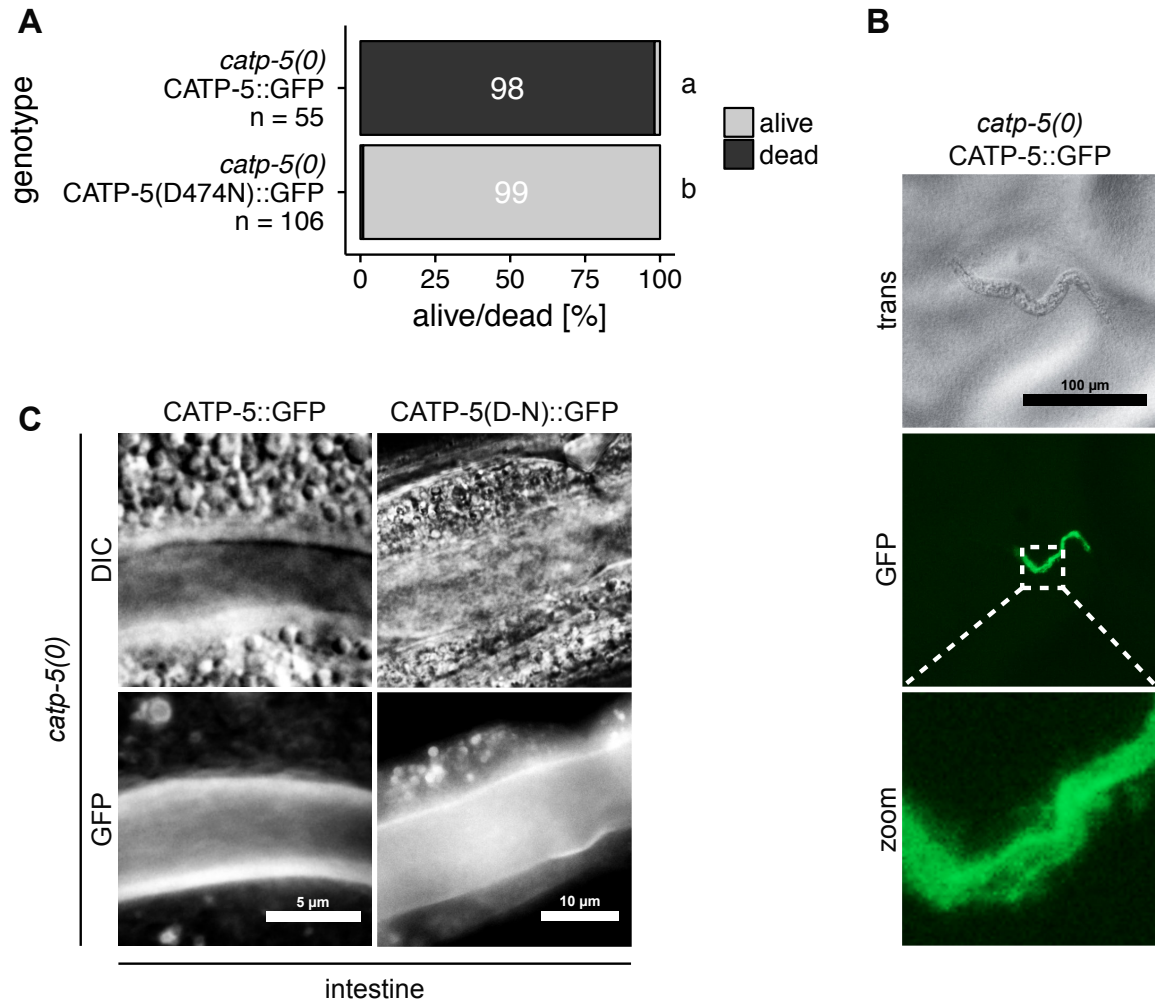 A
genotype
catp-5(0)
CATP-5::GFP
n = 55
98
a
catp-5(0)
CATP-5(D474N)::GFP
n = 106
99
b
0 25 50 75 100
alive/dead [%]
alive
dead
B
catp-5(0)
CATP-5::GFP
trans
100 µm
GFP
zoom
C
CATP-5::GFP CATP-5(D-N)::GFP
catp-5(0)
DIC
GFP
5 µm
10 µm
intestine